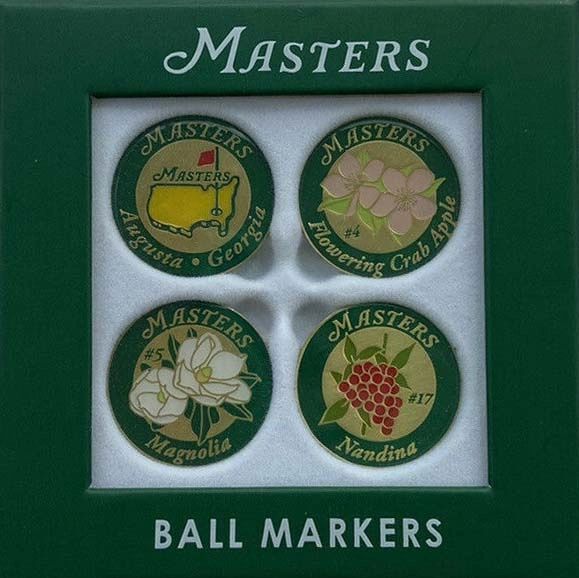 MASTERS
MASTERS
MASTERS
Augusta • Georgia
MASTERS
#4
Flowering Crab Apple
MASTERS
#5
Magnolia
MASTERS
#17
Nandina
BALL MARKERS